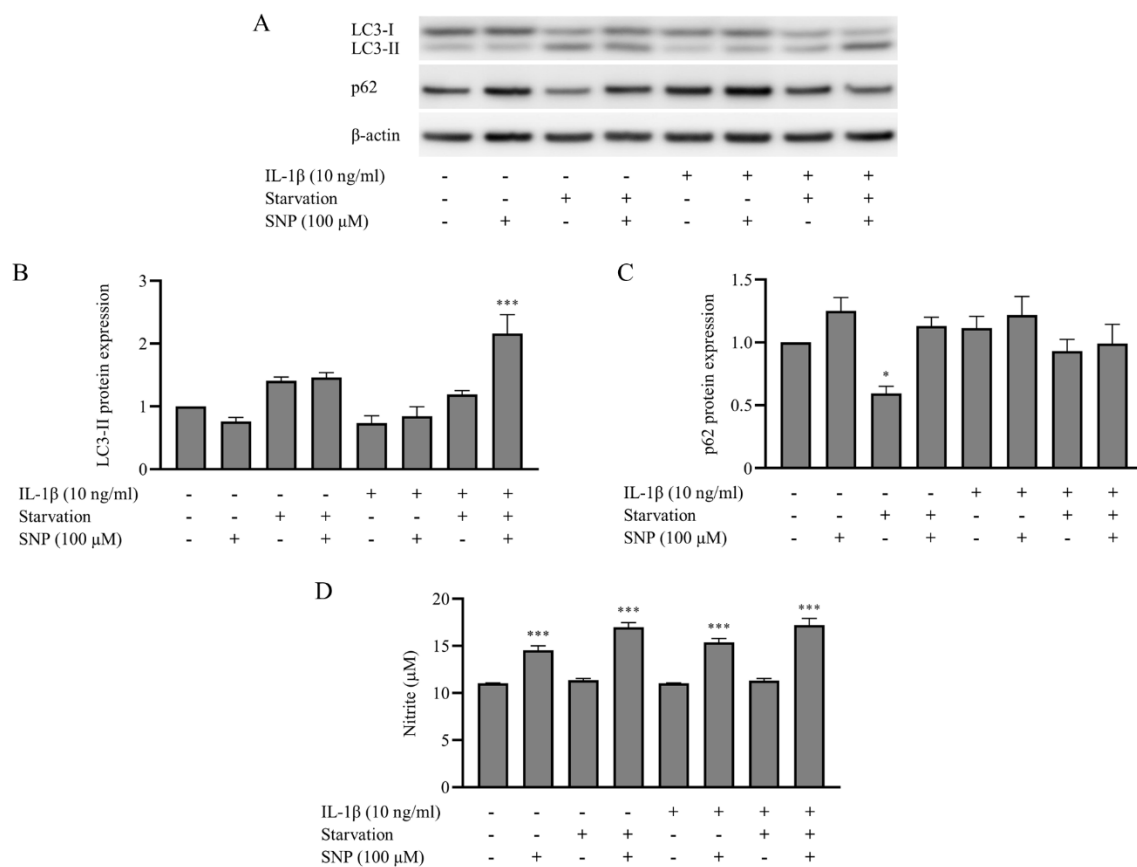 A
LC3-I
LC3-II
p62
β-actin
IL-1β (10 ng/ml) - - - - + + + +
Starvation - - + + - - + +
SNP (100 µM) - + - + - + - +
B
LC3-II protein expression
3
2
1
0
***
IL-1β (10 ng/ml) - - - - + + + +
Starvation - - + + - - + +
SNP (100 µM) - + - + - + - +
C
p62 protein expression
1.5
1.0
0.5
0.0
*
IL-1β (10 ng/ml) - - - - + + + +
Starvation - - + + - - + +
SNP (100 µM) - + - + - + - +
D
Nitrite (µM)
20
15
10
5
0
*** *** *** ***
IL-1β (10 ng/ml) - - - - + + + +
Starvation - - + + - - + +
SNP (100 µM) - + - + - + - +